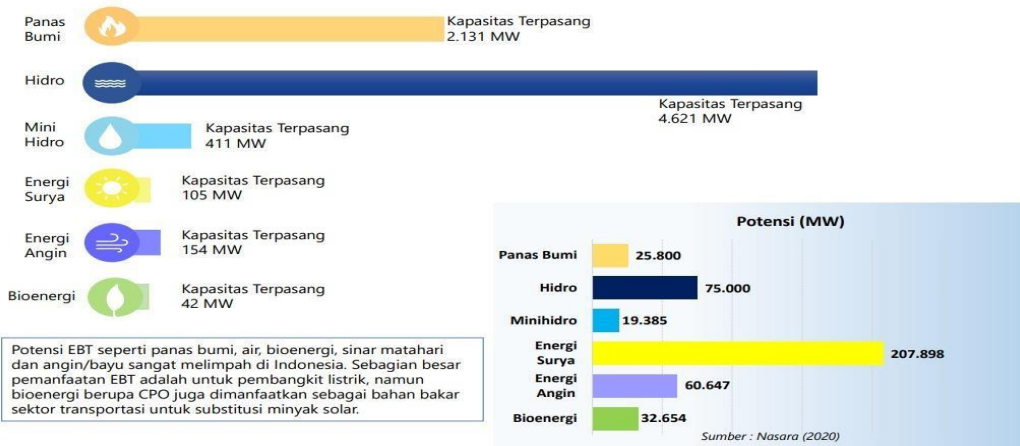 Panas
Bumi
Kapasitas Terpasang
2.131 MW
Hidro
Kapasitas Terpasang
4.621 MW
Mini
Hidro
Kapasitas Terpasang
411 MW
Energi
Surya
Kapasitas Terpasang
105 MW
Energi
Angin
Kapasitas Terpasang
154 MW
Bioenergi
Kapasitas Terpasang
42 MW
Potensi EBT seperti panas bumi, air, bioenergi, sinar matahari
dan angin/bayu sangat melimpah di Indonesia. Sebagian besar
pemanfaatan EBT adalah untuk pembangkit listrik, namun
bioenergi berupa CPO juga dimanfaatkan sebagai bahan bakar
sektor transportasi untuk substitusi minyak solar.
Potensi (MW)
Panas Bumi 25.800
Hidro 75.000
Minihidro 19.385
Energi
Surya 207.898
Energi
Angin 60.647
Bioenergi 32.654
Sumber : Nasara (2020)